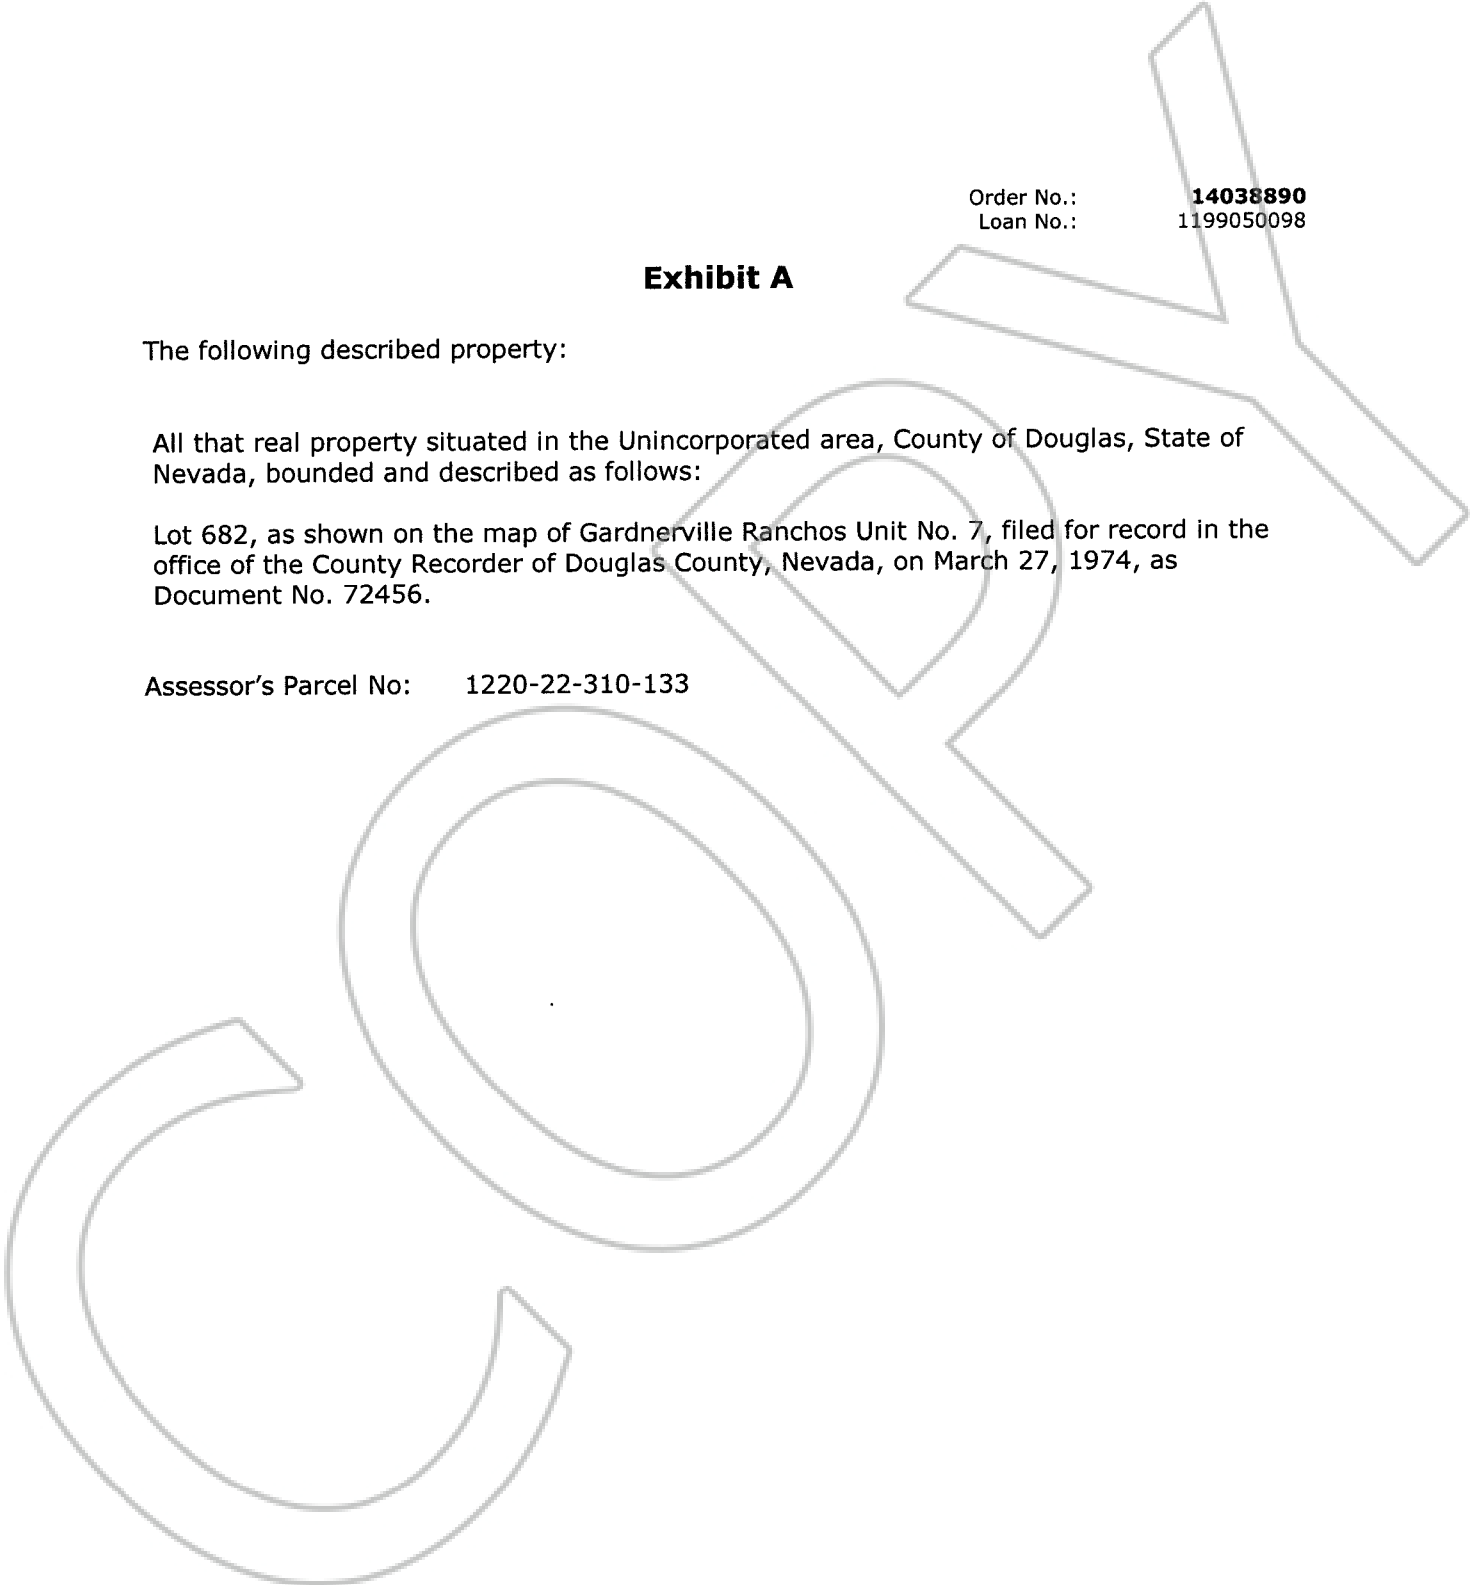 Order No.: 14038890
Loan No.: 1199050098
Exhibit A
The following described property:
All that real property situated in the Unincorporated area, County of Douglas, State of
Nevada, bounded and described as follows:
Lot 682, as shown on the map of Gardnerville Ranchos Unit No. 7, filed for record in the
office of the County Recorder of Douglas County, Nevada, on March 27, 1974, as
Document No. 72456.
Assessor's Parcel No: 1220-22-310-133
COPY